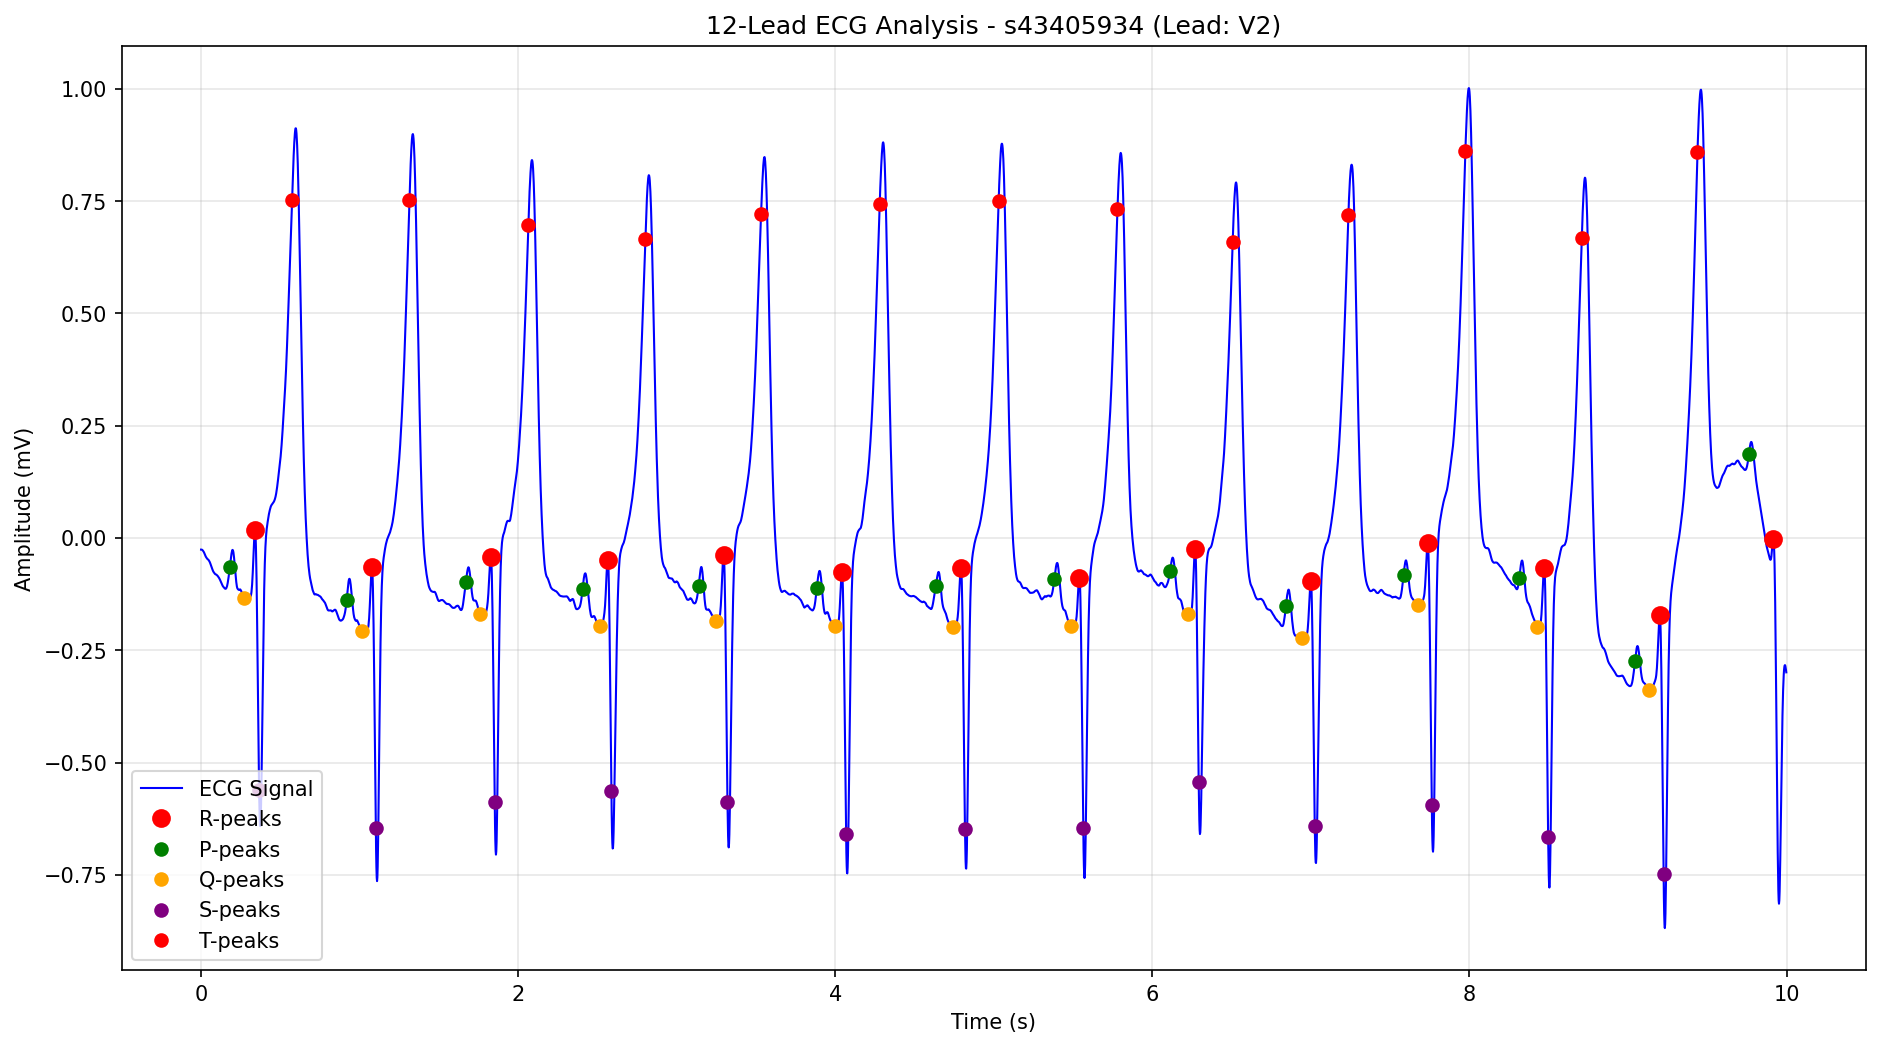 12-Lead ECG Analysis - s43405934 (Lead: V2)
Amplitude (mV)
1.00
0.75
0.50
0.25
0.00
−0.25
−0.50
−0.75
ECG Signal
R-peaks
P-peaks
Q-peaks
S-peaks
T-peaks
0 2 4 6 8 10
Time (s)